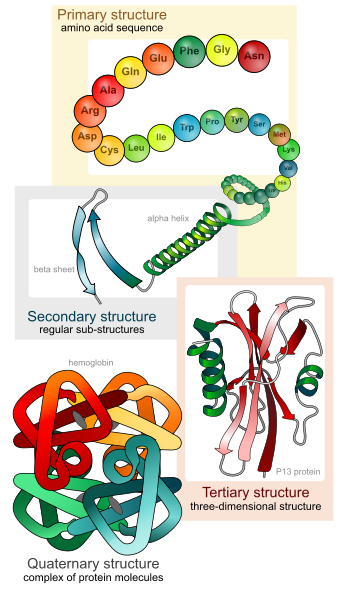 Primary structure
amino acid sequence
Asn
Gly
Phe
Glu
Gln
Ala
Arg
Asp
Cys
Leu
Ile
Trp
Pro
Tyr
Ser
Met
Lys
Val
His
alpha helix
beta sheet
Secondary structure
regular sub-structures
hemoglobin
P13 protein
Tertiary structure
three-dimensional structure
Quaternary structure
complex of protein molecules